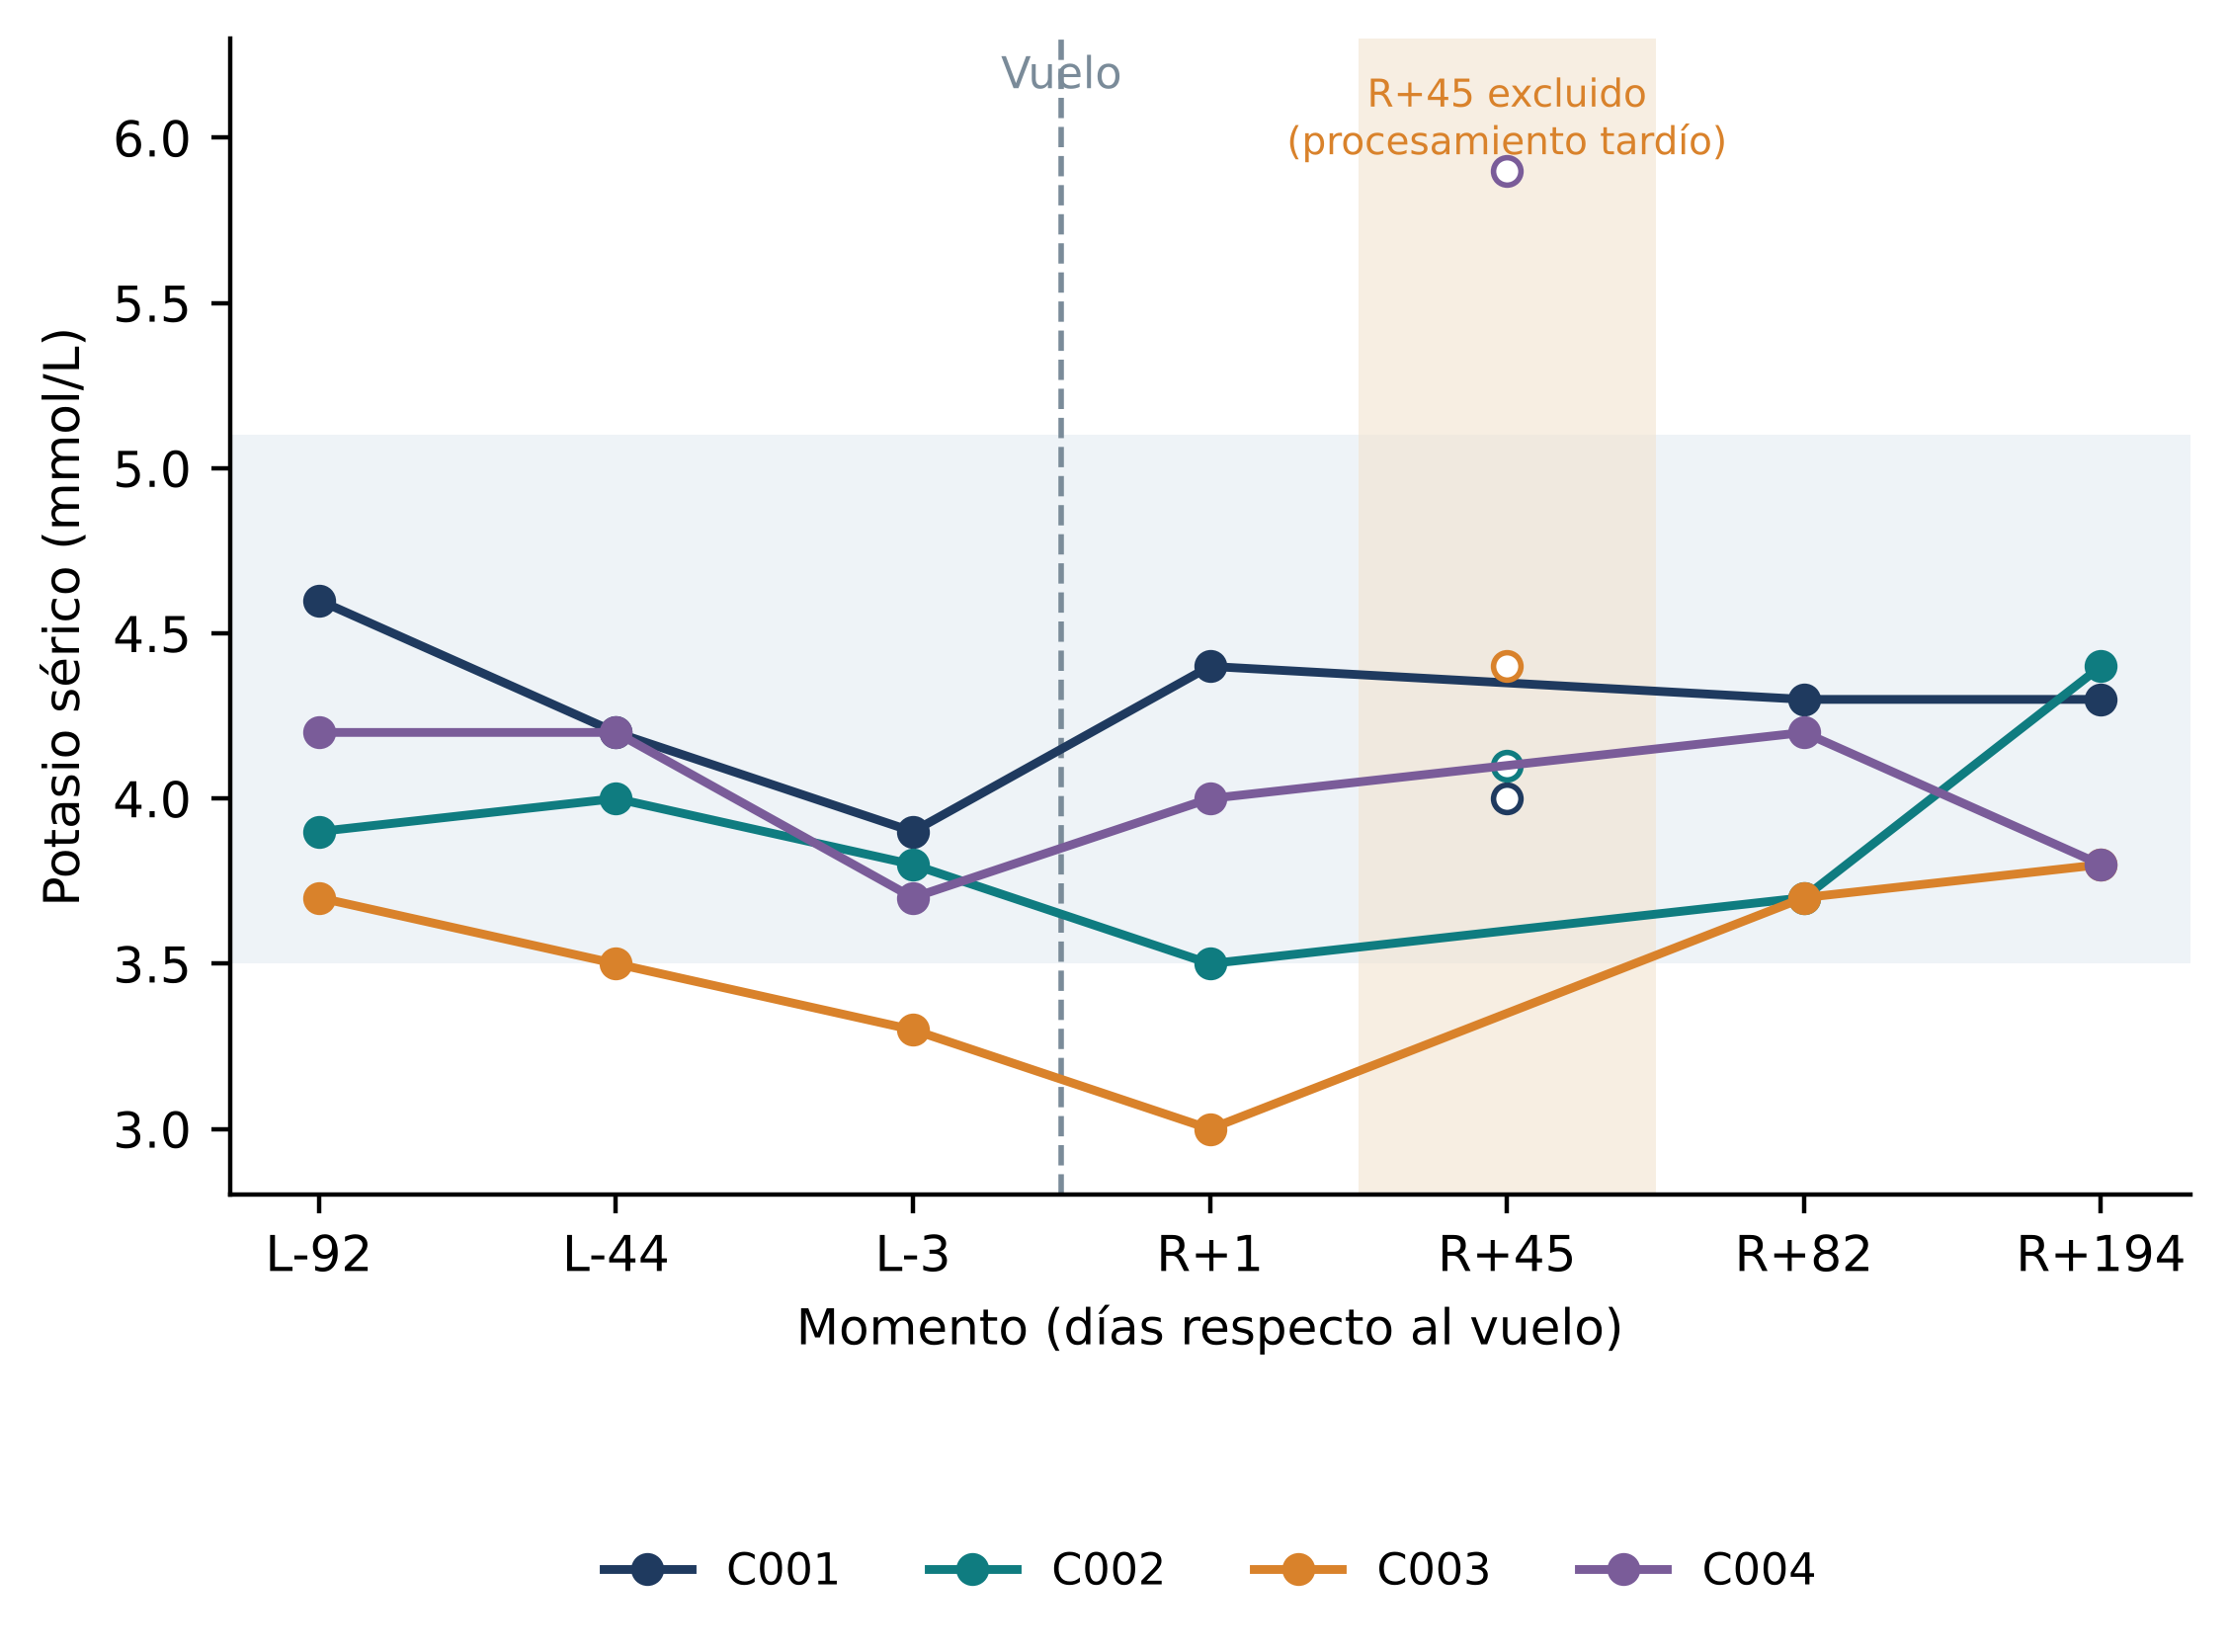 Vuelo
R+45 excluido
(procesamiento tardío)
6.0
5.5
5.0
4.5
4.0
3.5
3.0
Potasio sérico (mmol/L)
L-92 L-44 L-3 R+1 R+45 R+82 R+194
Momento (días respecto al vuelo)
C001 C002 C003 C004